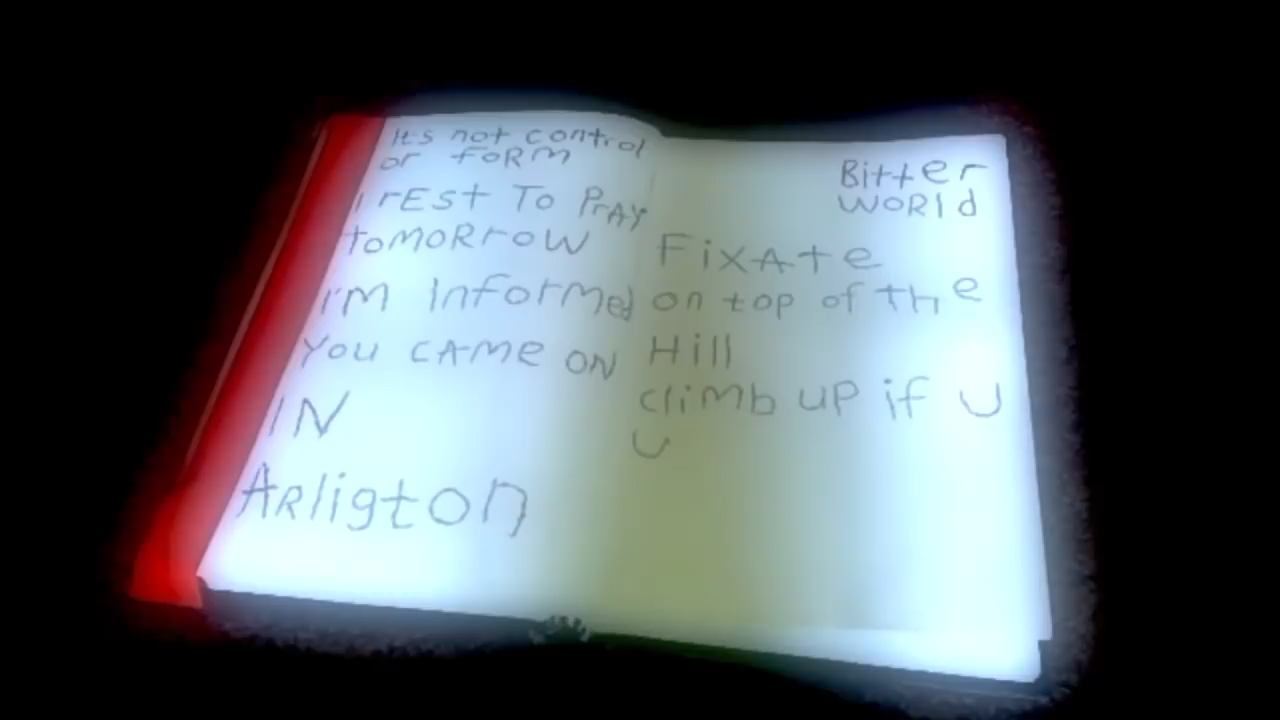 It's not control
or foRm
I rEst To PrAy
tomoRrow
I'm Informed
You cAme oN
IN
ARligton
Bitter
WoRld
FixAte
on top of the
Hill
climb up if U
U